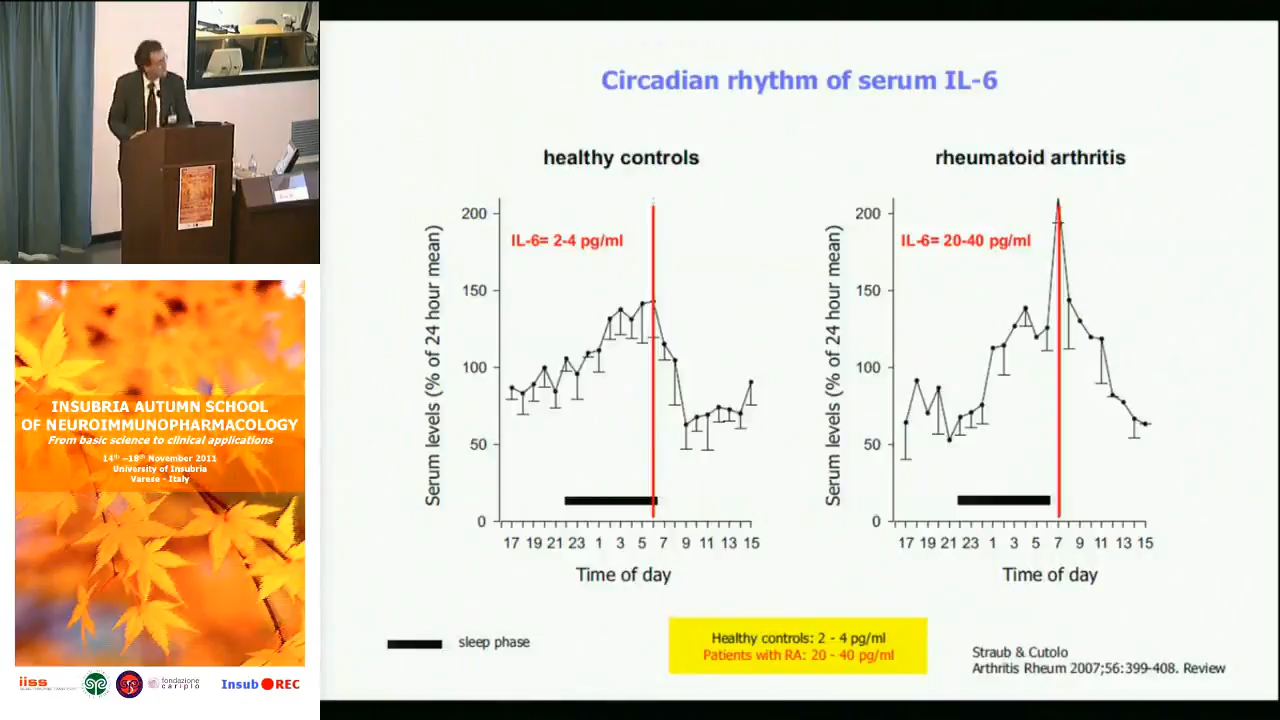 Circadian rhythm of serum IL-6
healthy controls
rheumatoid arthritis
Serum levels (% of 24 hour mean)
200
150
100
50
0
IL-6= 2-4 pg/ml
17 19 21 23 1 3 5 7 9 11 13 15
Time of day
Serum levels (% of 24 hour mean)
200
150
100
50
0
IL-6= 20-40 pg/ml
17 19 21 23 1 3 5 7 9 11 13 15
Time of day
sleep phase
Healthy controls: 2 - 4 pg/ml
Patients with RA: 20 - 40 pg/ml
Straub & Cutolo
Arthritis Rheum 2007;56:399-408. Review
INSUBRIA AUTUMN SCHOOL
OF NEUROIMMUNOPHARMACOLOGY
From basic science to clinical applications
14th –18th November 2011
University of Insubria
Varese - Italy
iiss
fondazione
cariplo
Insub REC